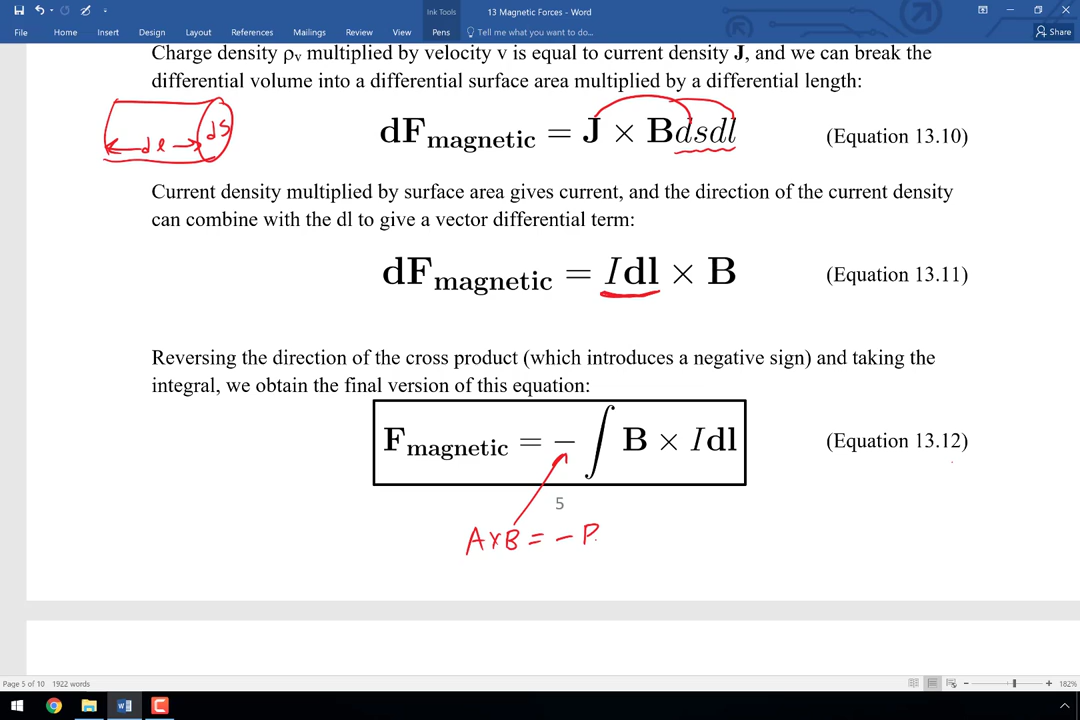 Ink Tools
13 Magnetic Forces - Word
File Home Insert Design Layout References Mailings Review View Pens Tell me what you want to do... Share
Charge density ρv multiplied by velocity v is equal to current density J, and we can break the
differential volume into a differential surface area multiplied by a differential length:
dl ds
dFmagnetic = J × Bdsdl (Equation 13.10)
Current density multiplied by surface area gives current, and the direction of the current density
can combine with the dl to give a vector differential term:
dFmagnetic = Idl × B (Equation 13.11)
Reversing the direction of the cross product (which introduces a negative sign) and taking the
integral, we obtain the final version of this equation:
Fmagnetic = − ∫ B × Idl (Equation 13.12)
5
A×B = −
Page 5 of 10 1922 words 182%